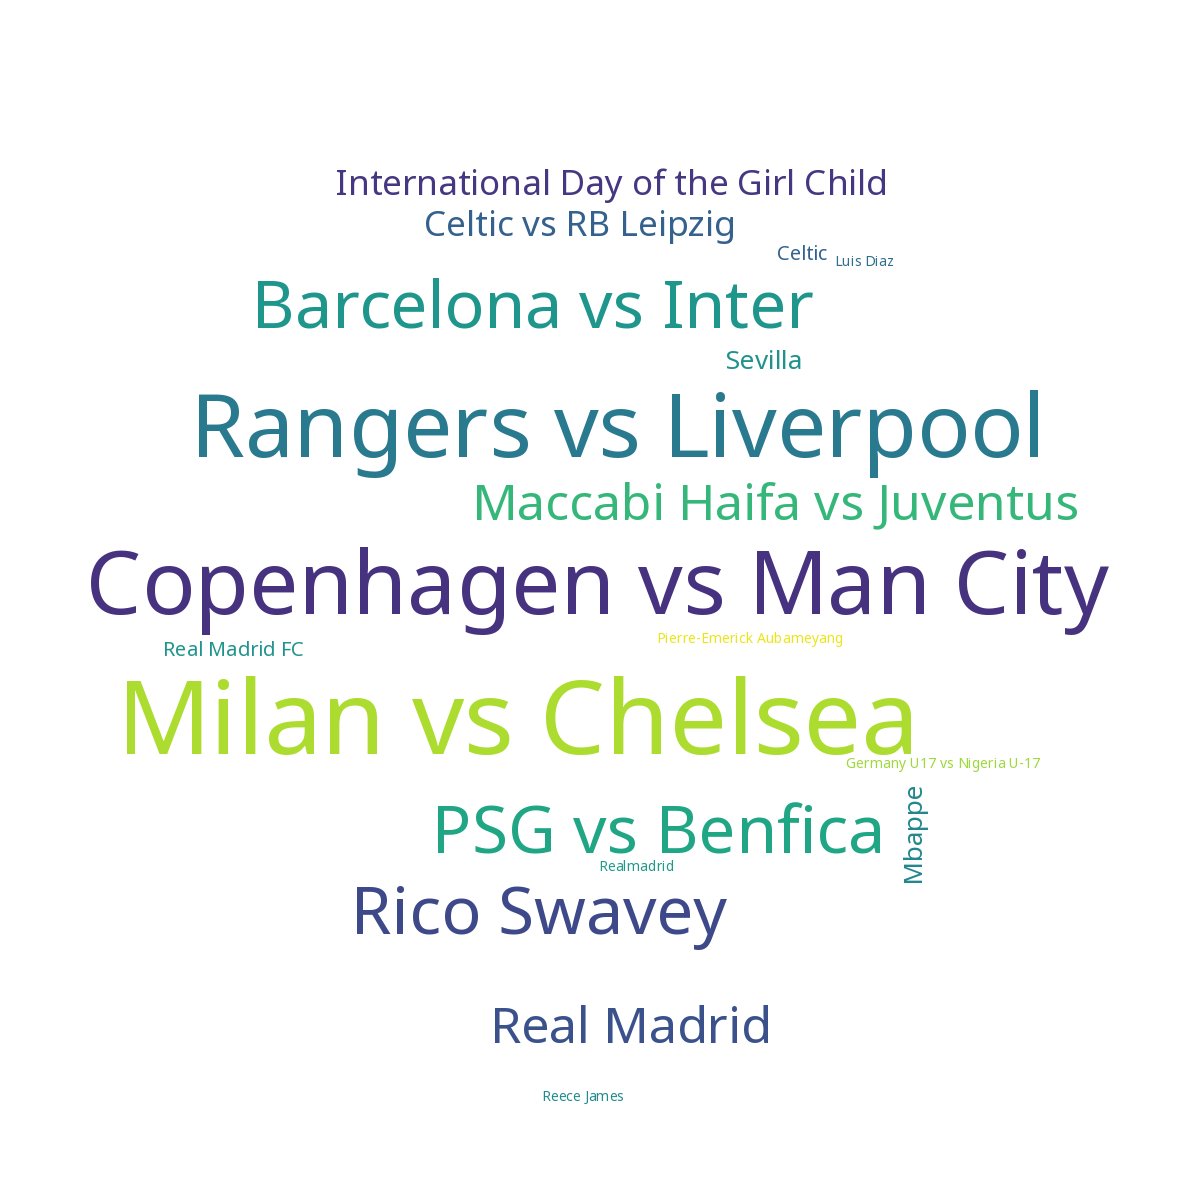 International Day of the Girl Child
Celtic vs RB Leipzig
Celtic
Luis Diaz
Barcelona vs Inter
Sevilla
Rangers vs Liverpool
Maccabi Haifa vs Juventus
Copenhagen vs Man City
Pierre-Emerick Aubameyang
Real Madrid FC
Milan vs Chelsea
Germany U17 vs Nigeria U-17
Mbappe
PSG vs Benfica
Realmadrid
Rico Swavey
Real Madrid
Reece James